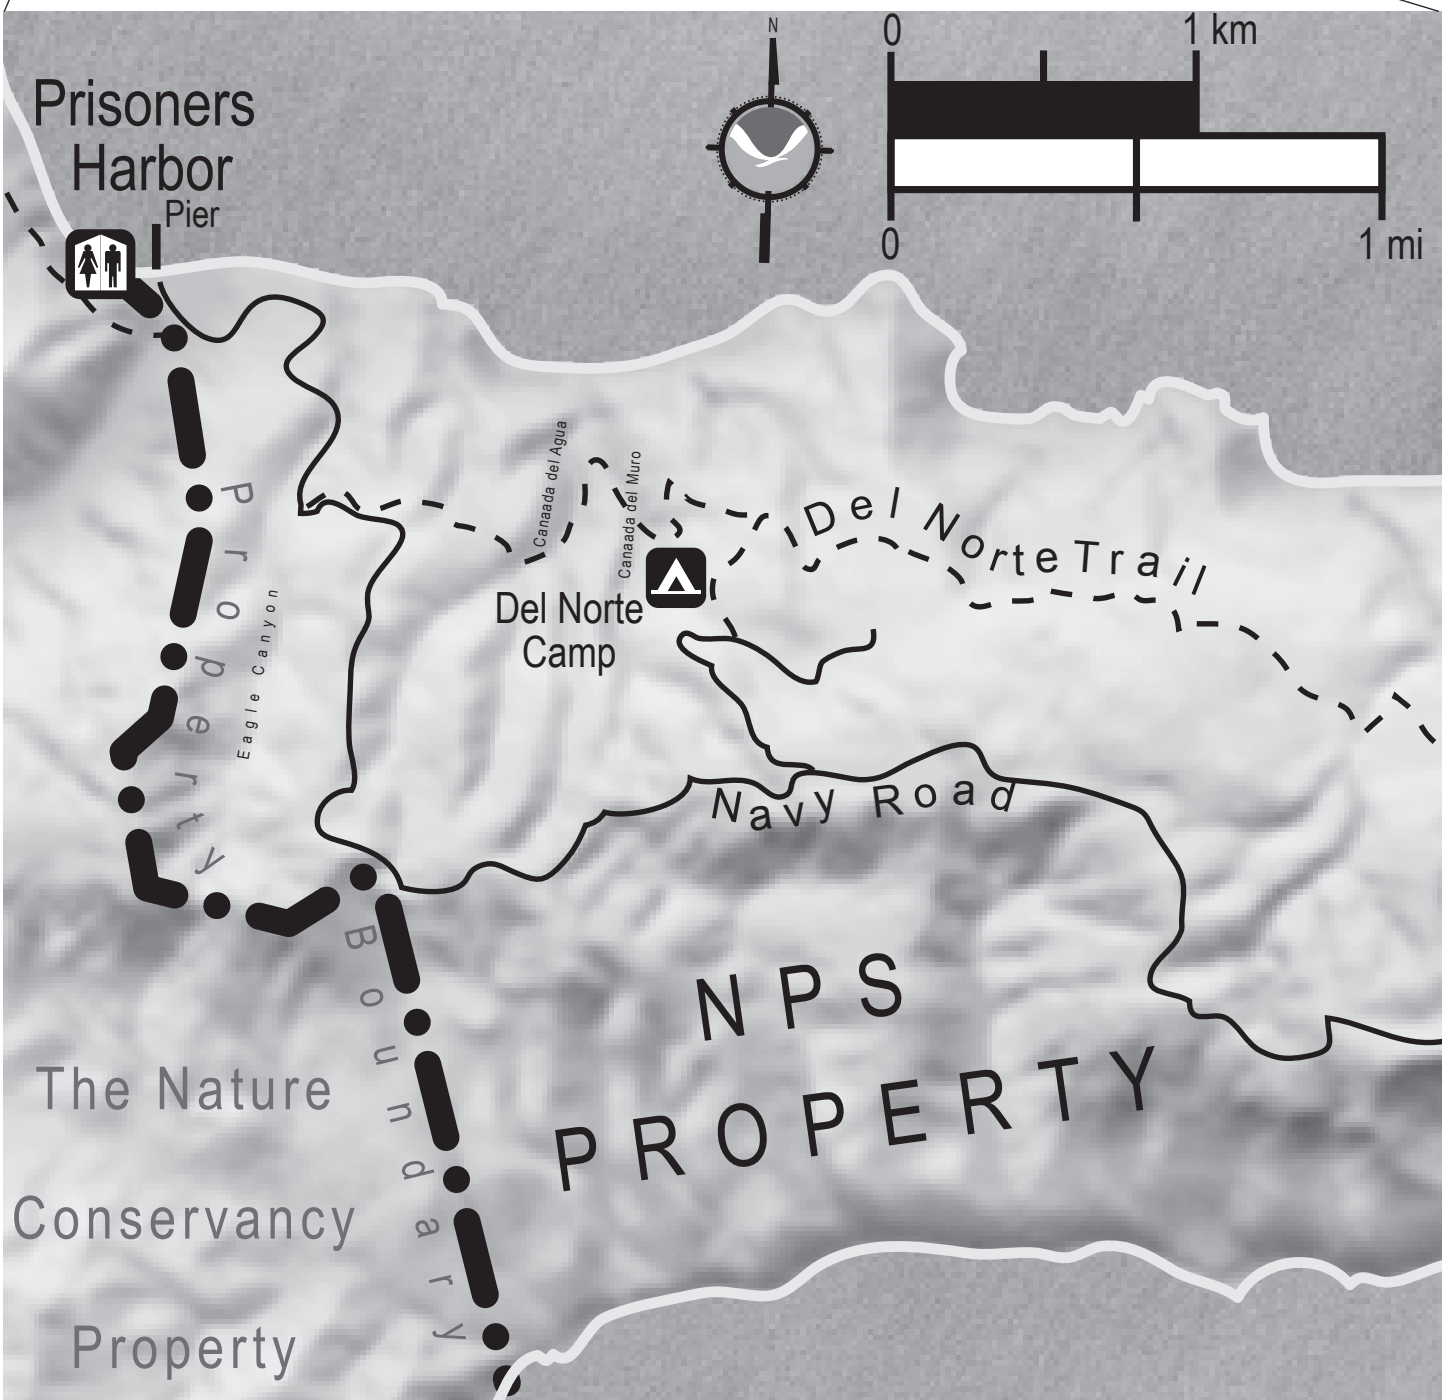 N
0 1 km
0 1 mi
Prisoners
Harbor
Pier
Canaada del Agua
Canaada del Muro
Del Norte Trail
Del Norte
Camp
Eagle Canyon
Navy Road
Property Boundary
NPS
PROPERTY
The Nature
Conservancy
Property